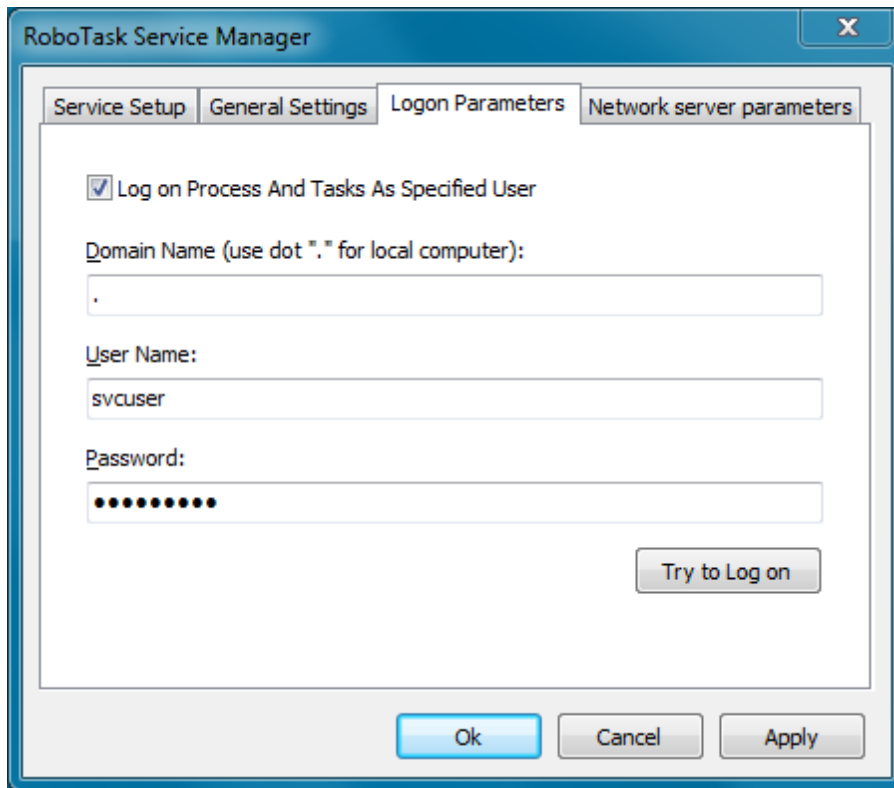 RoboTask Service Manager
Service Setup General Settings Logon Parameters Network server parameters
Log on Process And Tasks As Specified User
Domain Name (use dot "." for local computer):
.
User Name:
svcuser
Password:
●●●●●●●●●
Try to Log on
Ok Cancel Apply